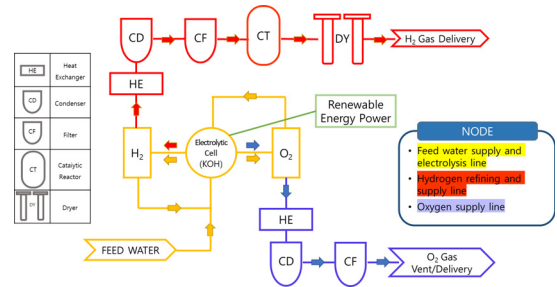 CD
CF
CT
DY
H₂ Gas Delivery
HE
Heat
Exchanger
HE
CD
Condenser
CF
Filter
CT
Catalytic
Reactor
DY
Dryer
Renewable
Energy Power
H₂
Electrolytic
Cell
(KOH)
O₂
NODE
• Feed water supply and
electrolysis line
• Hydrogen refining and
supply line
• Oxygen supply line
HE
FEED WATER
CD
CF
O₂ Gas
Vent/Delivery